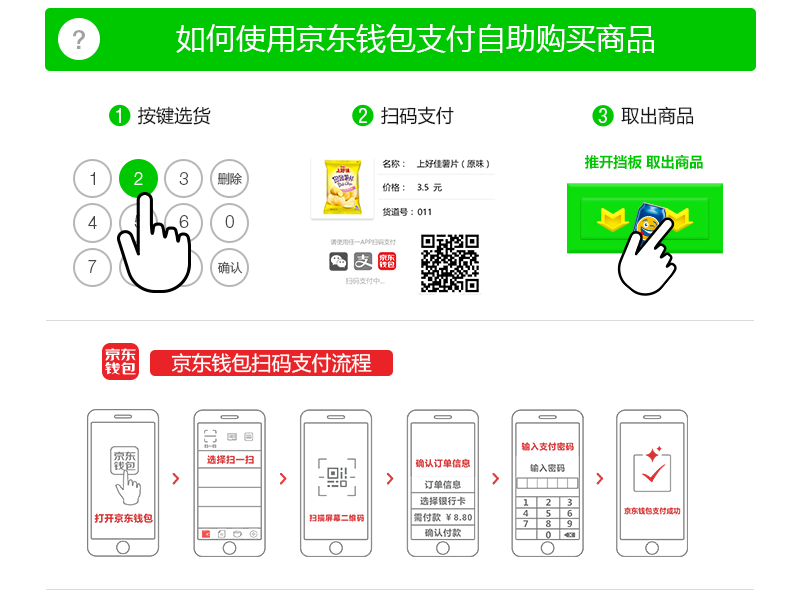 ?
如何使用京东钱包支付自助购买商品
1 按键选货
1 2 3 删除
4 5 6 0
7 确认
2 扫码支付
上好佳
名称： 上好佳薯片（原味）
价格： 3.5 元
货道号：011
请使用任一APP扫码支付
支 京东钱包
扫码支付中...
3 取出商品
推开挡板 取出商品
京东钱包
京东钱包扫码支付流程
京东钱包
打开京东钱包
扫一扫
选择扫一扫
扫描屏幕二维码
确认订单信息
订单信息
选择银行卡
需付款 ￥8.80
确认付款
输入支付密码
输入密码
1 2 3
4 5 6
7 8 9
0
京东钱包支付成功